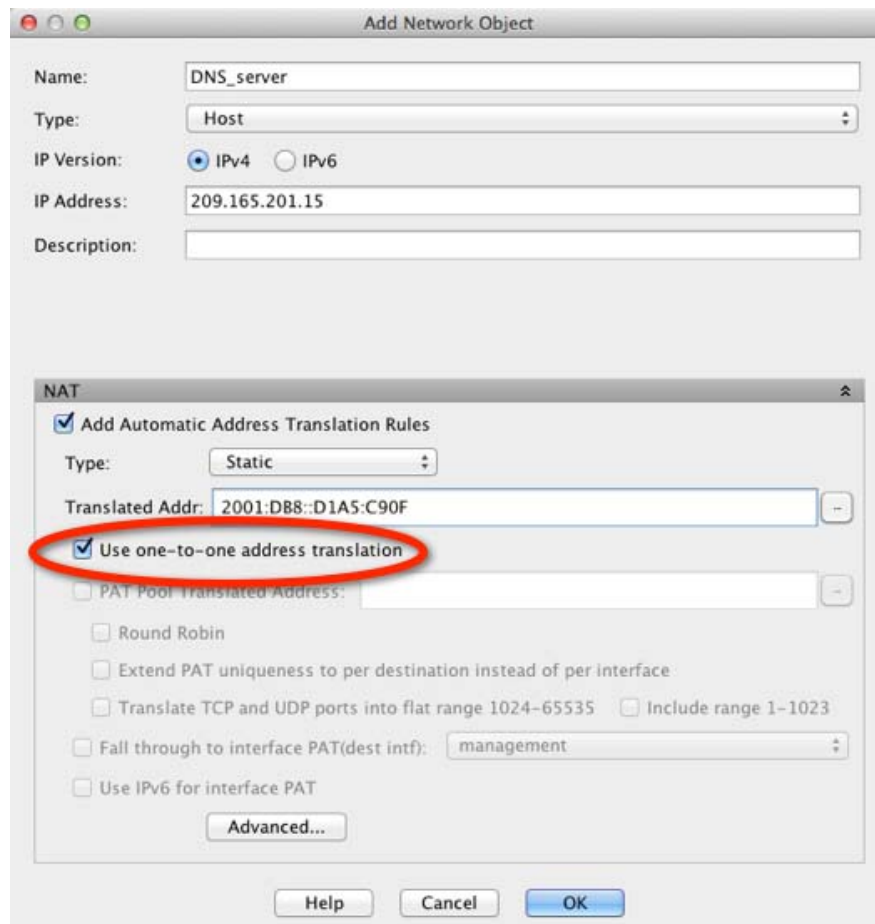 Add Network Object
Name: DNS_server
Type: Host
IP Version: IPv4 IPv6
IP Address: 209.165.201.15
Description:
NAT
Add Automatic Address Translation Rules
Type: Static
Translated Addr: 2001:DB8::D1A5:C90F
Use one-to-one address translation
PAT Pool Translated Address:
Round Robin
Extend PAT uniqueness to per destination instead of per interface
Translate TCP and UDP ports into flat range 1024-65535 Include range 1-1023
Fall through to interface PAT(dest intf): management
Use IPv6 for interface PAT
Advanced...
Help Cancel OK